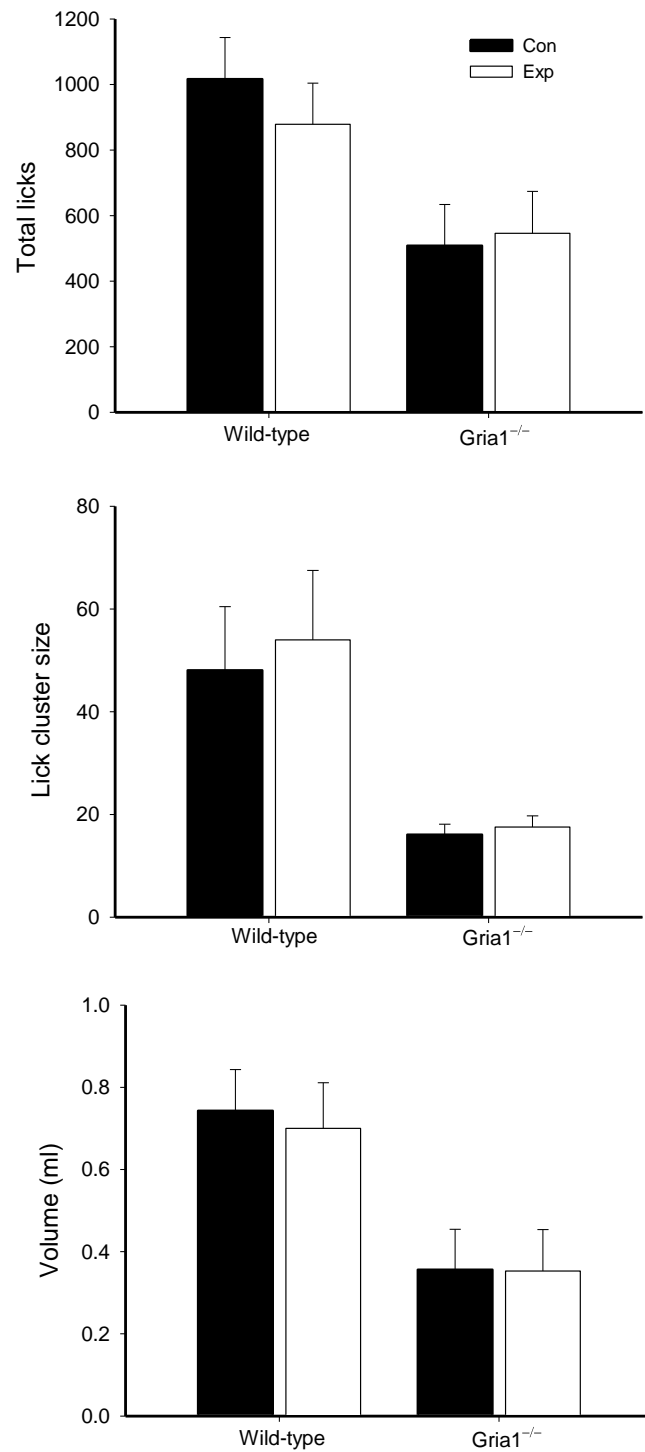 1200
1000
800
600
400
200
0
Total licks
Con
Exp
Wild-type
Gria1−/−
80
60
40
20
0
Lick cluster size
Wild-type
Gria1−/−
1.0
0.8
0.6
0.4
0.2
0.0
Volume (ml)
Wild-type
Gria1−/−